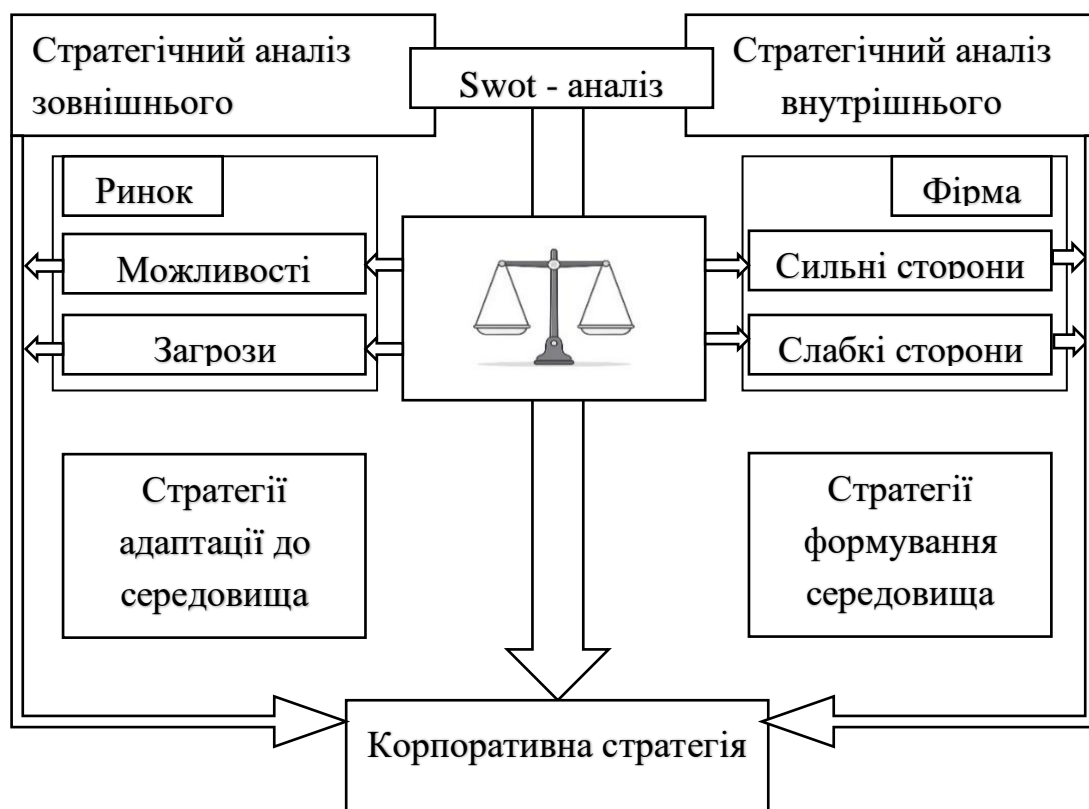 Стратегічний аналіз
зовнішнього
Swot - аналіз
Стратегічний аналіз
внутрішнього
Ринок
Можливості
Загрози
Фірма
Сильні сторони
Слабкі сторони
Стратегії
адаптації до
середовища
Стратегії
формування
середовища
Корпоративна стратегія